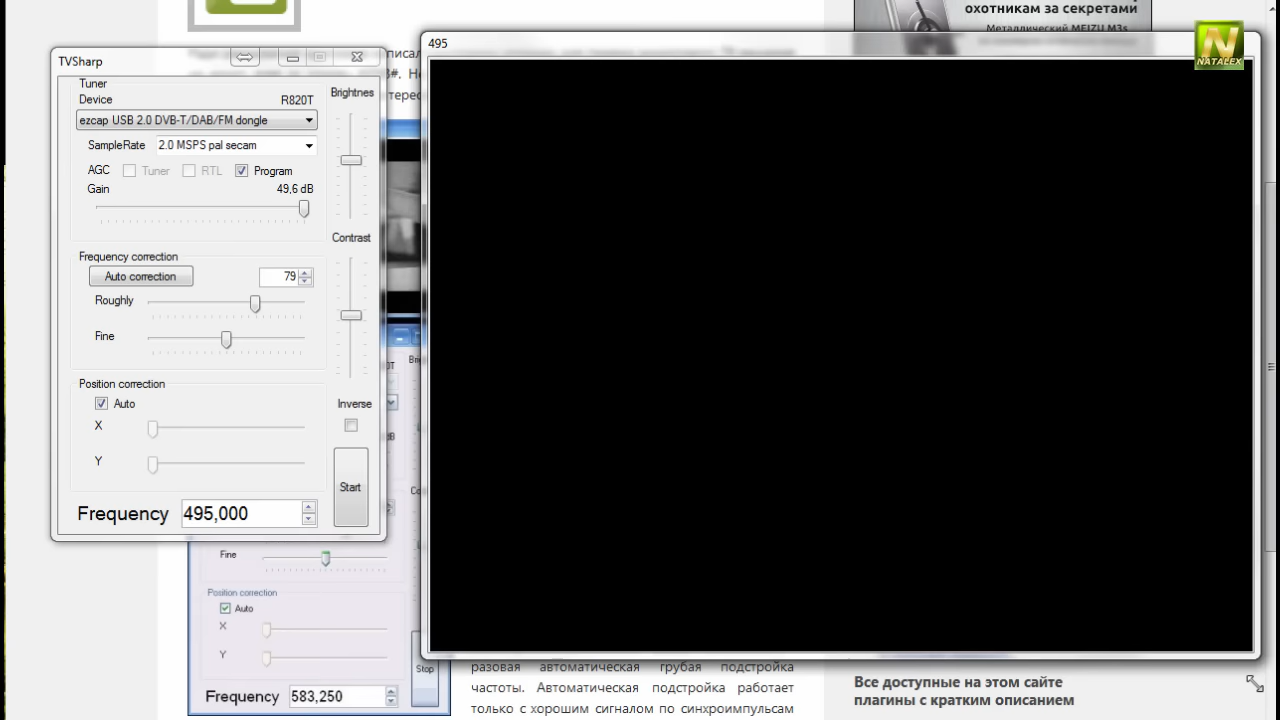 охотникам за секретами
Металлический MEIZU M3s
495
NATALEX
TVSharp
Tuner
Device R820T
ezcap USB 2.0 DVB-T/DAB/FM dongle
SampleRate 2.0 MSPS pal secam
AGC Tuner RTL Program
Gain 49,6 dB
Brightnes
Contrast
Frequency correction
Auto correction 79
Roughly
Fine
Position correction
Auto
X
Y
Inverse
Start
Frequency 495,000
Fine
Position correction
Auto
X
Y
Stop
Frequency 583,250
разовая автоматическая грубая подстройка
частоты. Автоматическая подстройка работает
только с хорошим сигналом по синхроимпульсам
Все доступные на этом сайте
плагины с кратким описанием